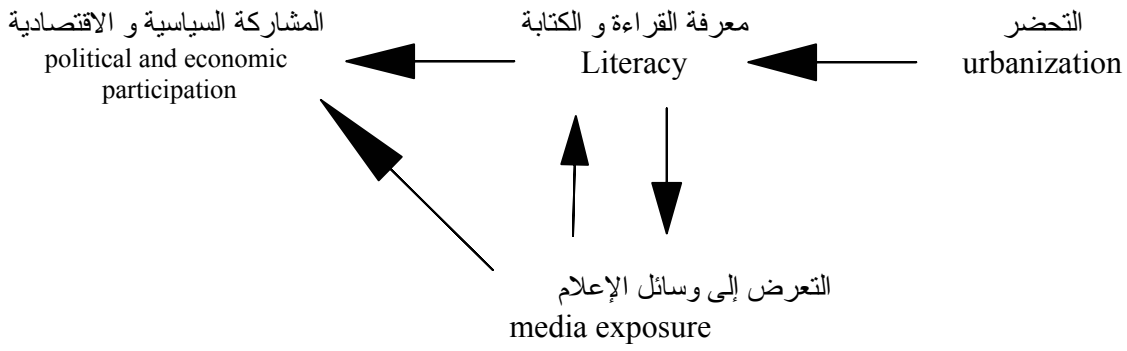 التحضر
urbanization
معرفة القراءة و الكتابة
Literacy
المشاركة السياسية و الاقتصادية
political and economic
participation
التعرض إلى وسائل الإعلام
media exposure